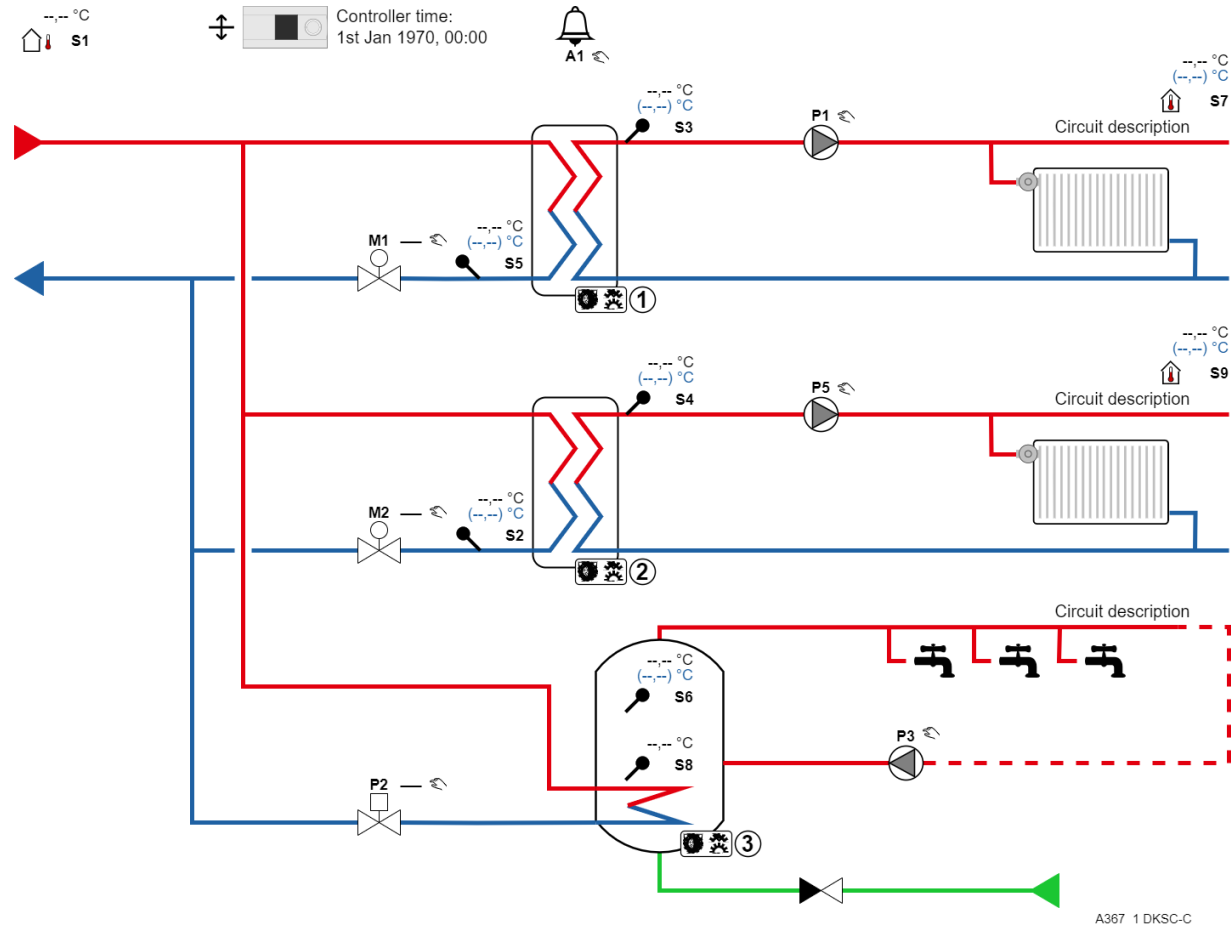 --,-- °C
S1
Controller time:
1st Jan 1970, 00:00
A1
--,-- °C
(--,--) °C
S3
P1
--,-- °C
(--,--) °C
S7
Circuit description
M1
--,-- °C
(--,--) °C
S5
1
--,-- °C
(--,--) °C
S4
P5
--,-- °C
(--,--) °C
S9
Circuit description
M2
--,-- °C
(--,--) °C
S2
2
Circuit description
--,-- °C
(--,--) °C
S6
--,-- °C
S8
P3
P2
3
A367 1 DKSC-C